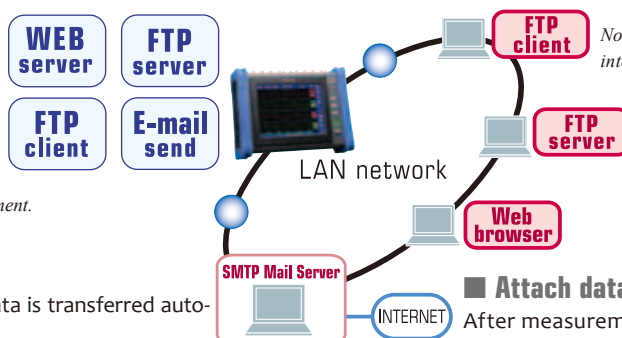 WEB
server
FTP
server
FTP
client
E-mail
send
FTP
client
No
int
FTP
server
LAN network
Web
browser
ment.
SMTP Mail Server
ata is transferred auto-
INTERNET
■ Attach data
After measurem